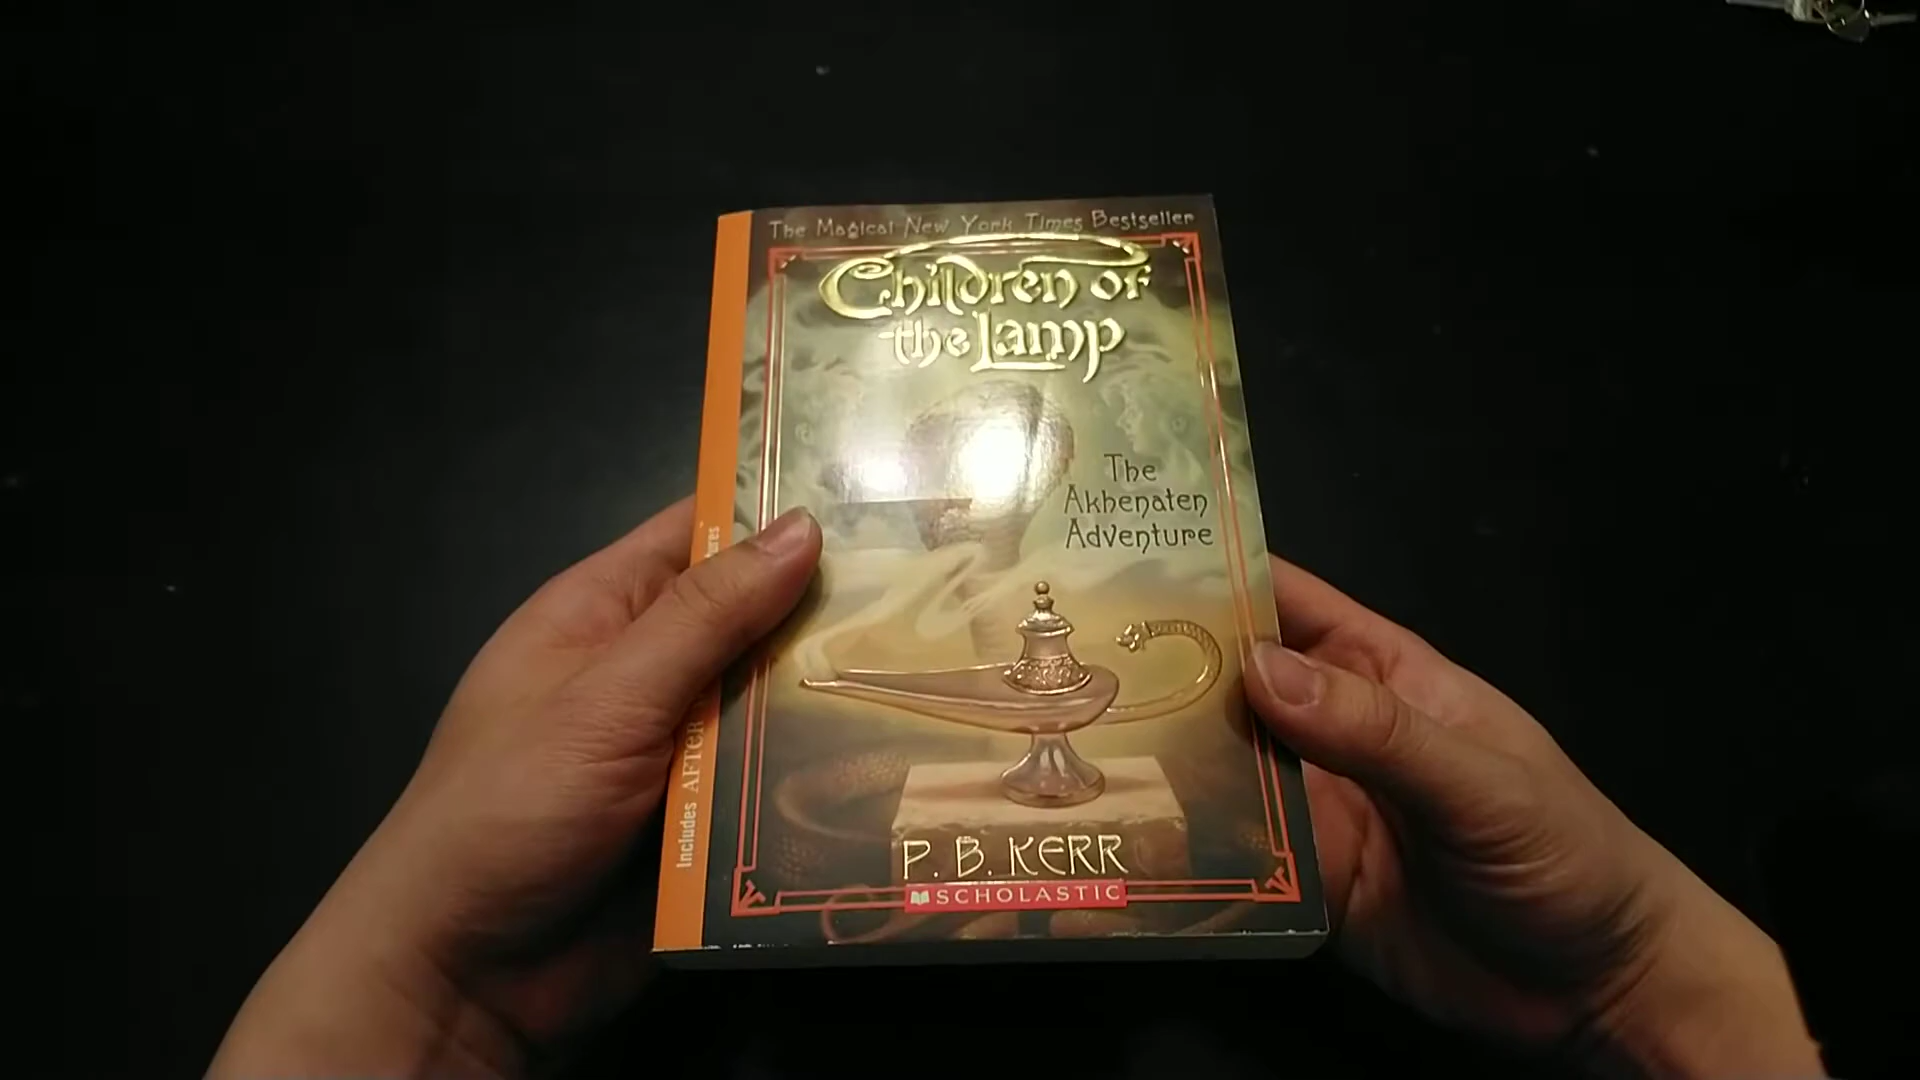 The Magical New York Times Bestseller
Children of
the Lamp
The
Akhenaten
Adventure
P. B. KERR
SCHOLASTIC
Includes AFTER